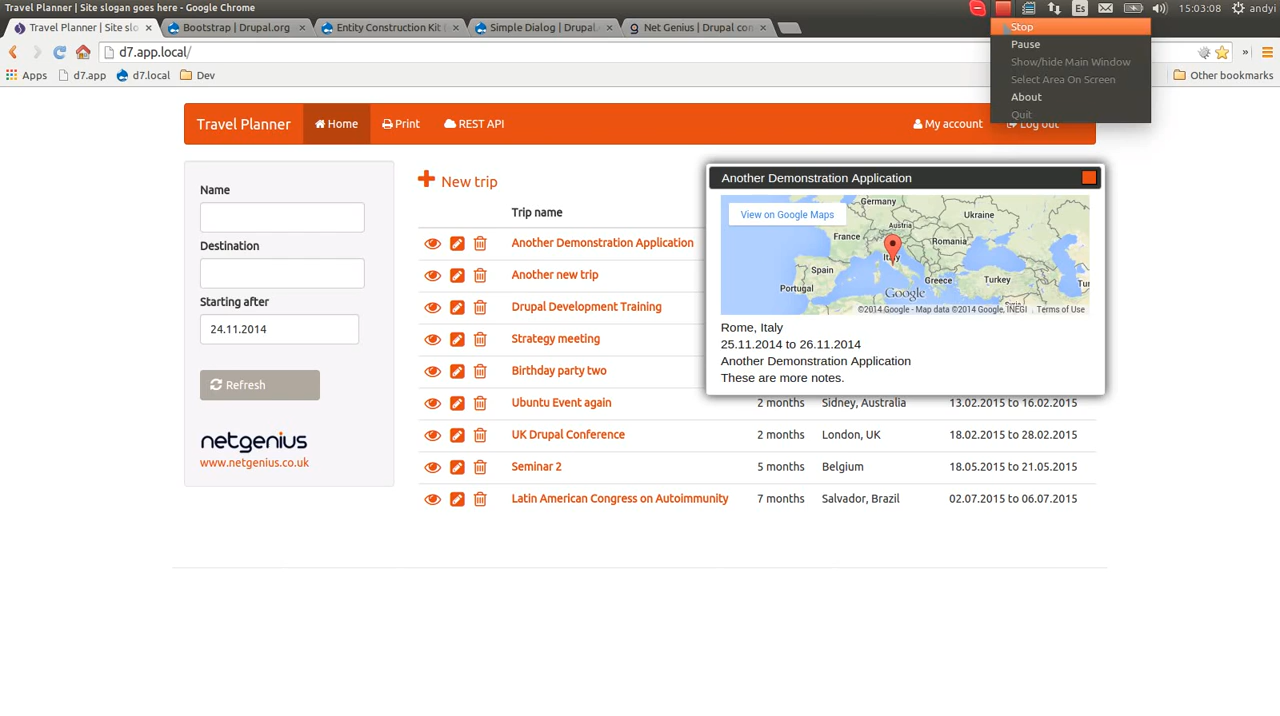 Travel Planner | Site slogan goes here - Google Chrome
Es
15:03:08
andyi
Travel Planner | Site slo
Bootstrap | Drupal.org
Entity Construction Kit
Simple Dialog | Drupal.
Net Genius | Drupal con
d7.app.local/
Apps
d7.app
d7.local
Dev
Other bookmarks
Stop
Pause
Show/hide Main Window
Select Area On Screen
About
Quit
Travel Planner
Home
Print
REST API
My account
Log out
Name
Destination
Starting after
24.11.2014
Refresh
netgenius
www.netgenius.co.uk
New trip
Trip name
Another Demonstration Application
Another new trip
Drupal Development Training
Strategy meeting
Birthday party two
Ubuntu Event again 2 months Sidney, Australia 13.02.2015 to 16.02.2015
UK Drupal Conference 2 months London, UK 18.02.2015 to 28.02.2015
Seminar 2 5 months Belgium 18.05.2015 to 21.05.2015
Latin American Congress on Autoimmunity 7 months Salvador, Brazil 02.07.2015 to 06.07.2015
Another Demonstration Application
View on Google Maps
Germany
Ukraine
Austria
France
Romania
Italy
Spain
Portugal
Greece
Turkey
Google
©2014 Google - Map data ©2014 Google, INEGI
Terms of Use
Rome, Italy
25.11.2014 to 26.11.2014
Another Demonstration Application
These are more notes.